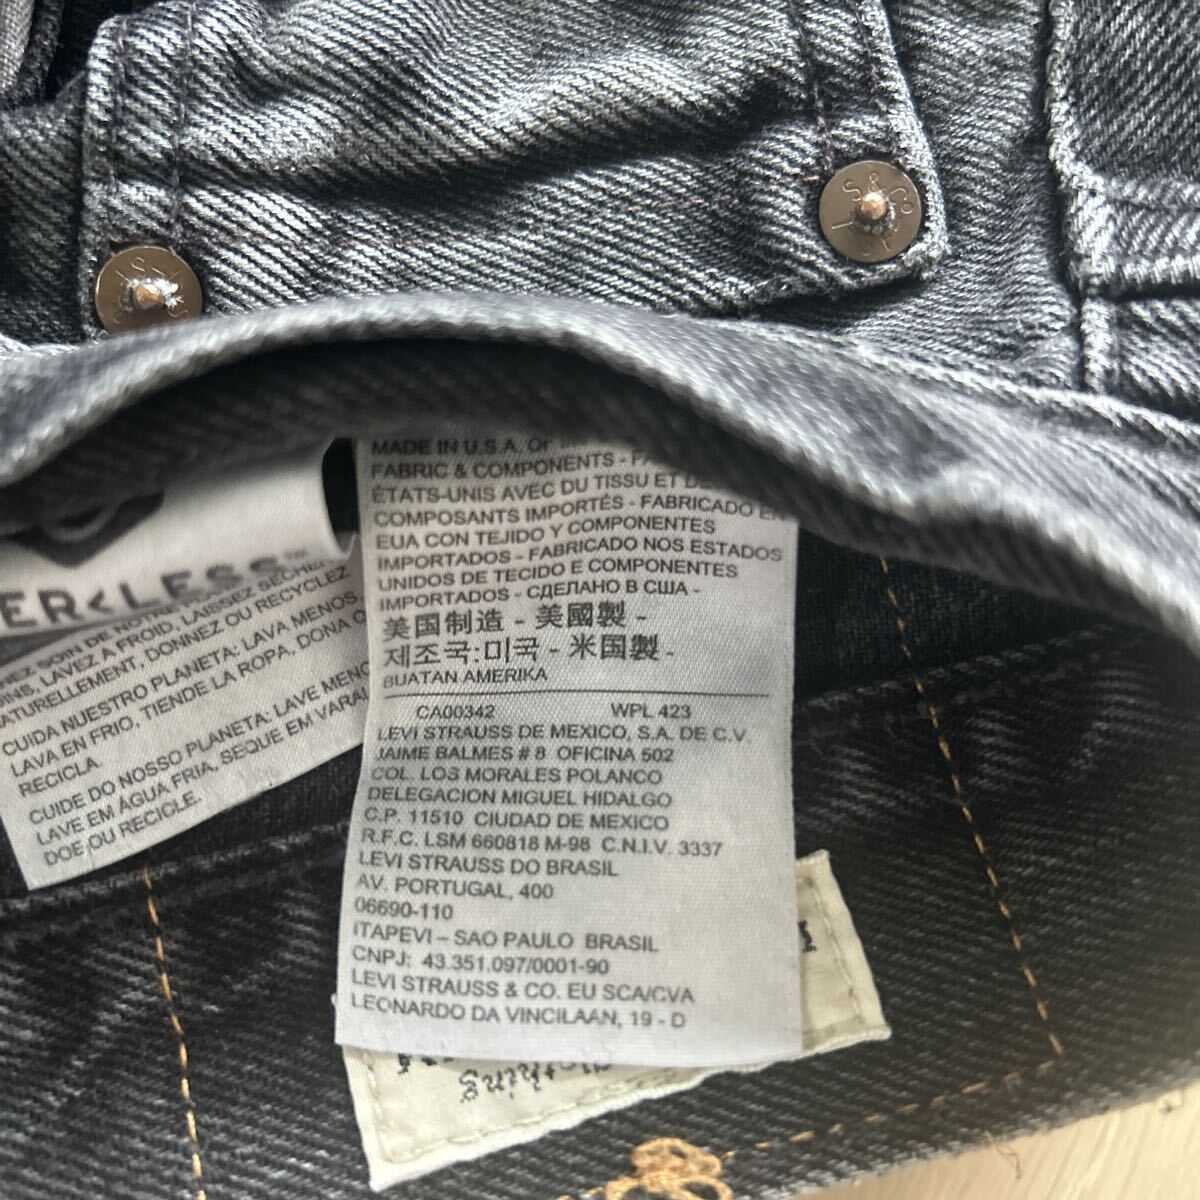 S & Co
MADE IN U.S.A. OF
FABRIC & COMPONENTS -
ÉTATS-UNIS AVEC DU TISSU ET
COMPOSANTS IMPORTÉS - FABRICADO EN
EUA CON TEJIDO Y COMPONENTES
IMPORTADOS - FABRICADO NOS ESTADOS
UNIDOS DE TECIDO E COMPONENTES
IMPORTADOS - СДЕЛАНО В США -
美国制造 - 美國製 -
제조국:미국 - 米国製 -
BUATAN AMERIKA
CA00342 WPL 423
LEVI STRAUSS DE MEXICO, S.A. DE C.V.
JAIME BALMES # 8 OFICINA 502
COL. LOS MORALES POLANCO
DELEGACION MIGUEL HIDALGO
C.P. 11510 CIUDAD DE MEXICO
R.F.C. LSM 660818 M-98 C.N.I.V. 3337
LEVI STRAUSS DO BRASIL
AV. PORTUGAL, 400
06690-110
ITAPEVI – SAO PAULO BRASIL
CNPJ: 43.351.097/0001-90
LEVI STRAUSS & CO. EU SCA/CVA
LEONARDO DA VINCILAAN, 19 - D
ER<LESS™
SOIN DE NOTRE
LAVEZ A FROID, LAISSEZ SÉCHER
NATURELLEMENT, DONNEZ OU RECYCLEZ
CUIDA NUESTRO PLANETA: LAVA MENOS,
LAVA EN FRIO, TIENDE LA ROPA, DONA O
RECICLA.
CUIDE DO NOSSO PLANETA: LAVE
LAVE EM ÁGUA FRIA, SEQUE EM
DOE OU RECICLE.